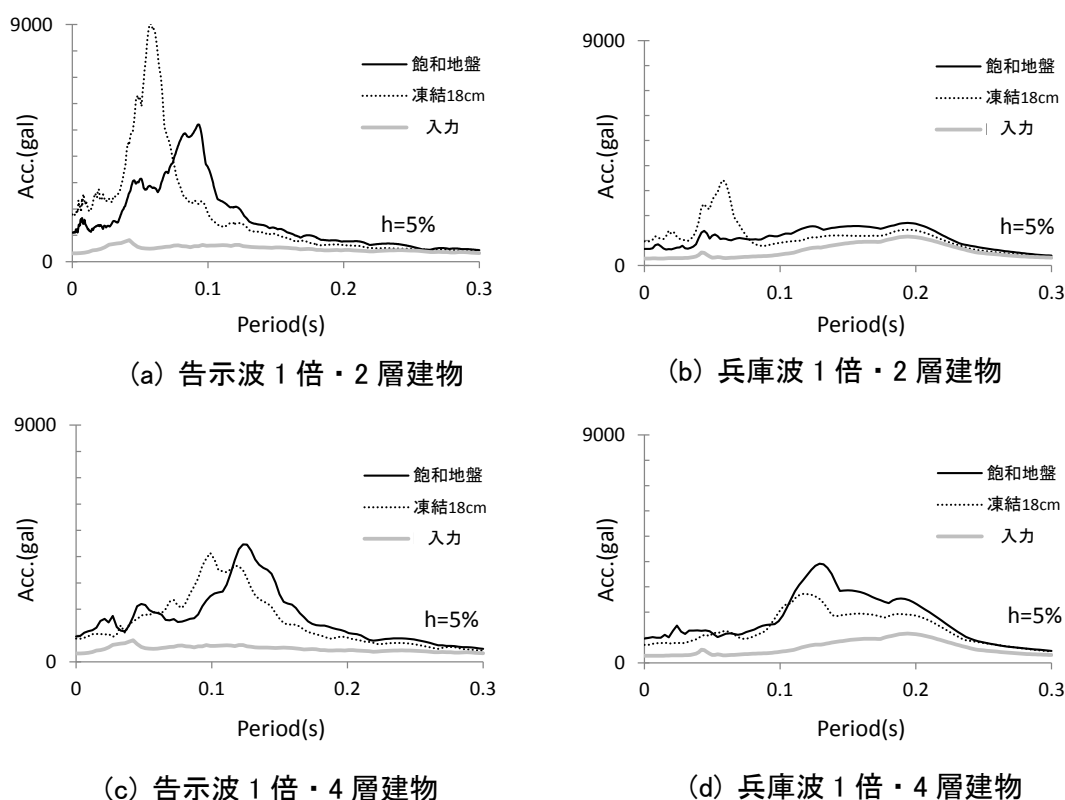 9000
飽和地盤
凍結18cm
入力
Acc.(gal)
h=5%
0
0
0.1
0.2
0.3
Period(s)
(a) 告示波 1 倍・2 層建物
9000
飽和地盤
凍結18cm
入力
Acc.(gal)
h=5%
0
0
0.1
0.2
0.3
Period(s)
(b) 兵庫波 1 倍・2 層建物
9000
飽和地盤
凍結18cm
入力
Acc.(gal)
h=5%
0
0
0.1
0.2
0.3
Period(s)
(c) 告示波 1 倍・4 層建物
9000
飽和地盤
凍結18cm
入力
Acc.(gal)
h=5%
0
0
0.1
0.2
0.3
Period(s)
(d) 兵庫波 1 倍・4 層建物